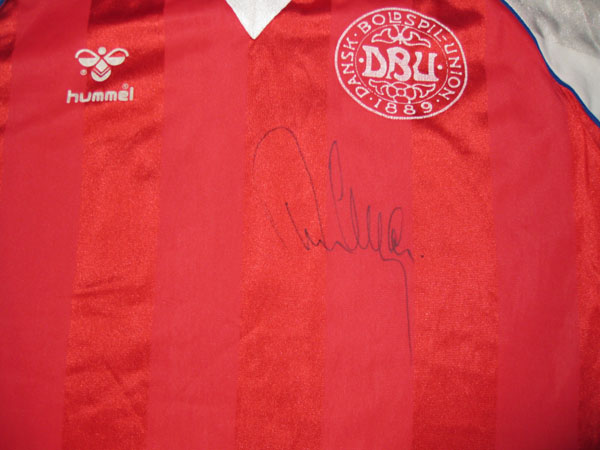 hummel
DANSK BOLDSPIL-UNION
DBU
1889